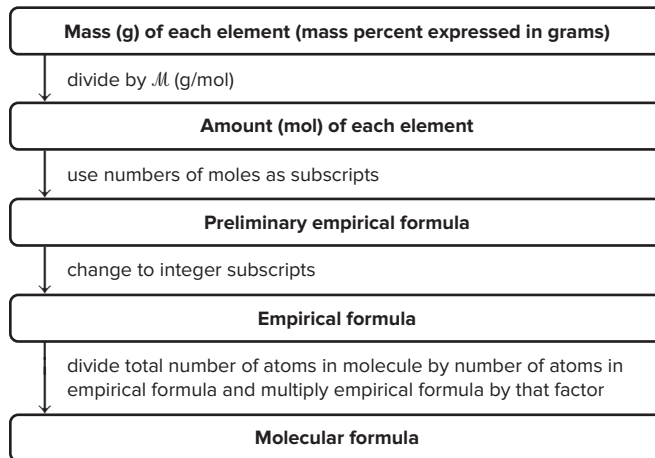 Mass (g) of each element (mass percent expressed in grams)
divide by ℳ (g/mol)
Amount (mol) of each element
use numbers of moles as subscripts
Preliminary empirical formula
change to integer subscripts
Empirical formula
divide total number of atoms in molecule by number of atoms in
empirical formula and multiply empirical formula by that factor
Molecular formula